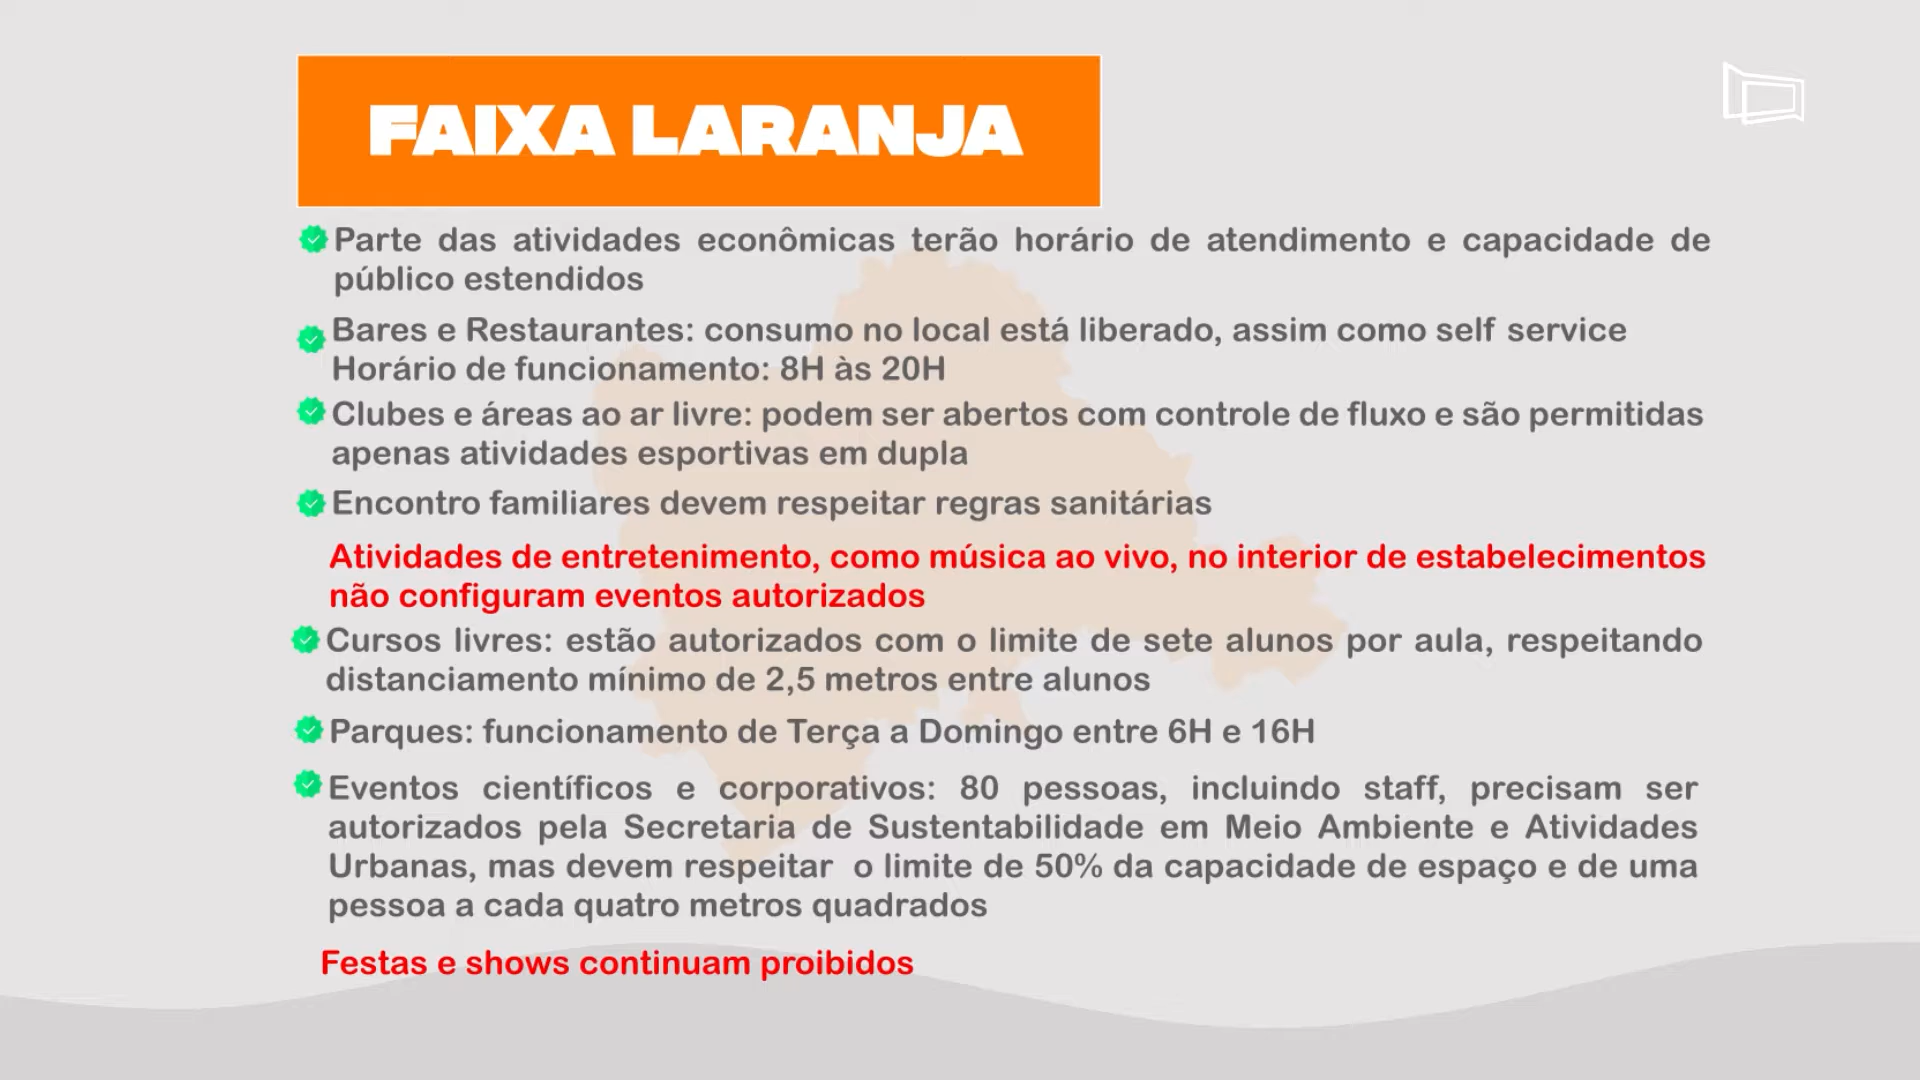 FAIXA LARANJA
Parte das atividades econômicas terão horário de atendimento e capacidade de
público estendidos
Bares e Restaurantes: consumo no local está liberado, assim como self service
Horário de funcionamento: 8H às 20H
Clubes e áreas ao ar livre: podem ser abertos com controle de fluxo e são permitidas
apenas atividades esportivas em dupla
Encontro familiares devem respeitar regras sanitárias
Atividades de entretenimento, como música ao vivo, no interior de estabelecimentos
não configuram eventos autorizados
Cursos livres: estão autorizados com o limite de sete alunos por aula, respeitando
distanciamento mínimo de 2,5 metros entre alunos
Parques: funcionamento de Terça a Domingo entre 6H e 16H
Eventos científicos e corporativos: 80 pessoas, incluindo staff, precisam ser
autorizados pela Secretaria de Sustentabilidade em Meio Ambiente e Atividades
Urbanas, mas devem respeitar o limite de 50% da capacidade de espaço e de uma
pessoa a cada quatro metros quadrados
Festas e shows continuam proibidos